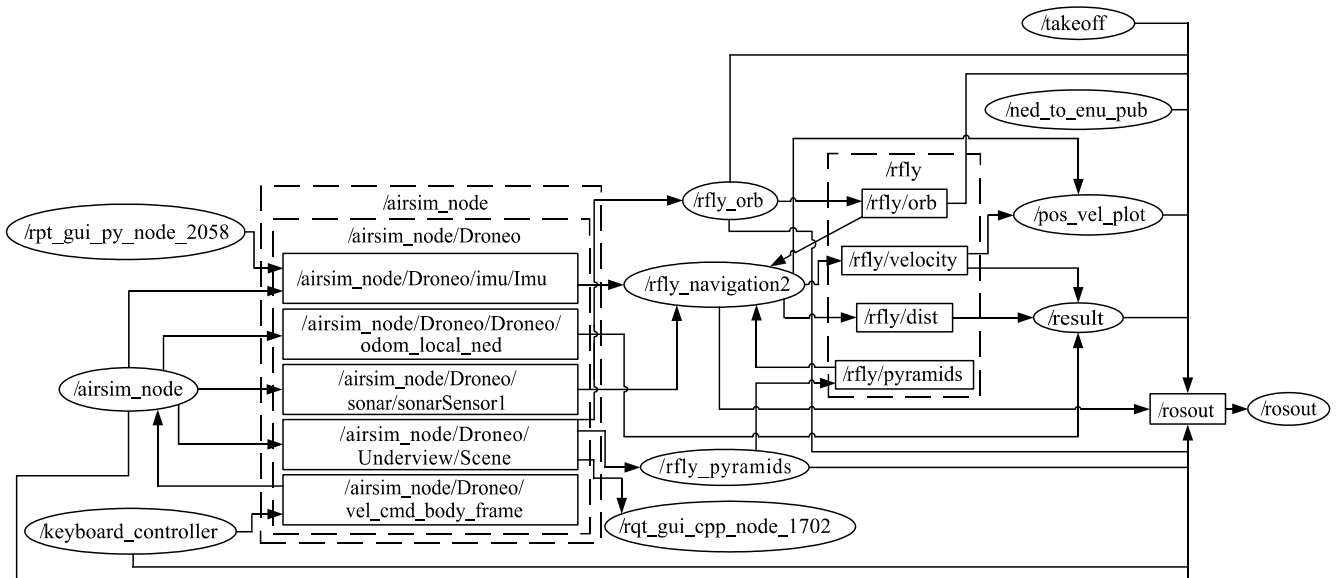 /takeoff
/ned_to_enu_pub
/rfly
/airsim_node
/rfly_orb
/rfly/orb
/pos_vel_plot
/rpt_gui_py_node_2058
/airsim_node/Droneo
/airsim_node/Droneo/imu/Imu
/rfly_navigation2
/rfly/velocity
/airsim_node/Droneo/Droneo/
odom_local_ned
/rfly/dist
/result
/airsim_node
/airsim_node/Droneo/
sonar/sonarSensor1
/rfly/pyramids
/rosout
/rosout
/airsim_node/Droneo/
Underview/Scene
/rfly_pyramids
/airsim_node/Droneo/
vel_cmd_body_frame
/keyboard_controller
/rqt_gui_cpp_node_1702